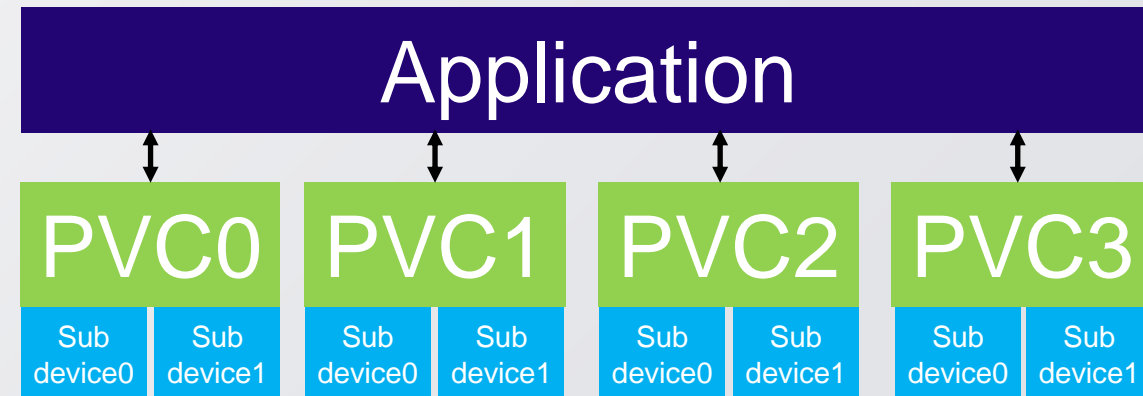 Application
PVC0 PVC1 PVC2 PVC3
Sub Sub Sub Sub Sub Sub Sub Sub
device0 device1 device0 device1 device0 device1 device0 device1